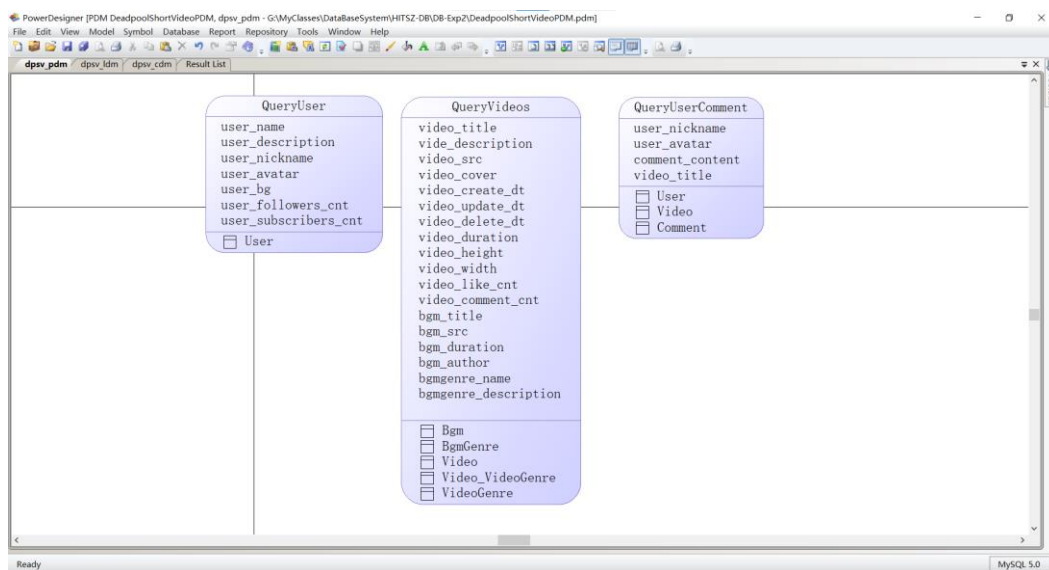 PowerDesigner [PDM DeadpoolShortVideoPDM, dpsv_pdm - G:\MyClasses\DataBaseSystem\HITSZ-DB\DB-Exp2\DeadpoolShortVideoPDM.pdm]
File Edit View Model Symbol Database Report Repository Tools Window Help
dpsv_pdm dpsv_ldm dpsv_cdm Result List
QueryUser
user_name
user_description
user_nickname
user_avatar
user_bg
user_followers_cnt
user_subscribers_cnt
User
QueryVideos
video_title
vide_description
video_src
video_cover
video_create_dt
video_update_dt
video_delete_dt
video_duration
video_height
video_width
video_like_cnt
video_comment_cnt
bgm_title
bgm_src
bgm_duration
bgm_author
bgmgenre_name
bgmgenre_description
Bgm
BgmGenre
Video
Video_VideoGenre
VideoGenre
QueryUserComment
user_nickname
user_avatar
comment_content
video_title
User
Video
Comment
Ready
MySQL 5.0